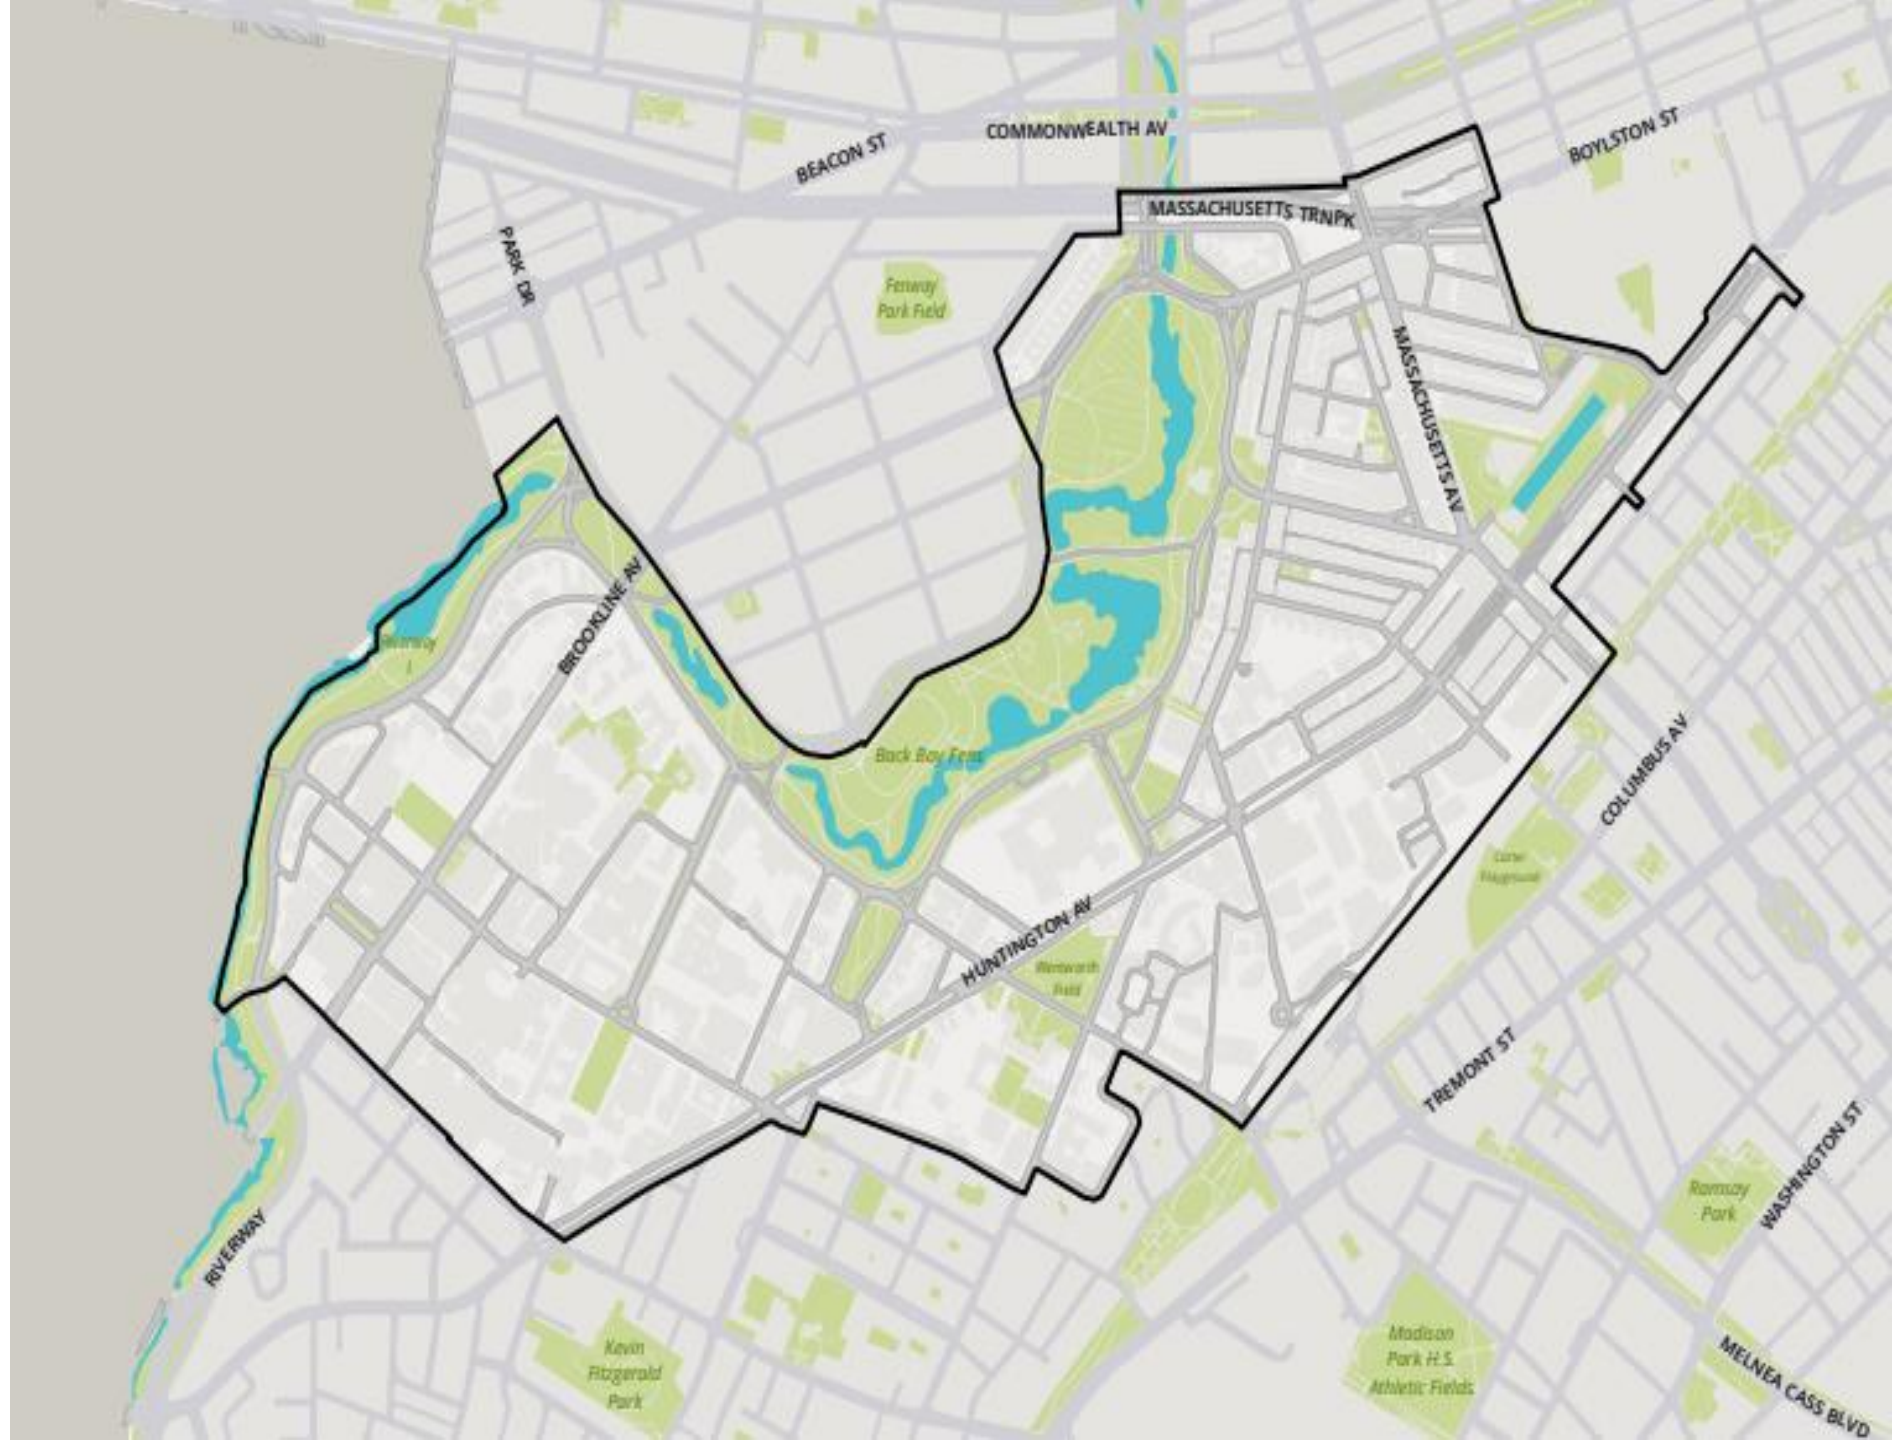 COMMONWEALTH AV
BEACON ST
BOYLSTON ST
MASSACHUSETTS TRNPK
PARK DR
Fenway
Park Field
MASSACHUSETTS AV
BROOKLINE AV
Back Bay Fens
COLUMBUS AV
Carter
Playground
HUNTINGTON AV
Wentworth
Field
TREMONT ST
WASHINGTON ST
Ramsay
Park
RIVERWAY
Kevin
Fitzgerald
Park
Madison
Park H.S.
Athletic Fields
MELNEA CASS BLVD